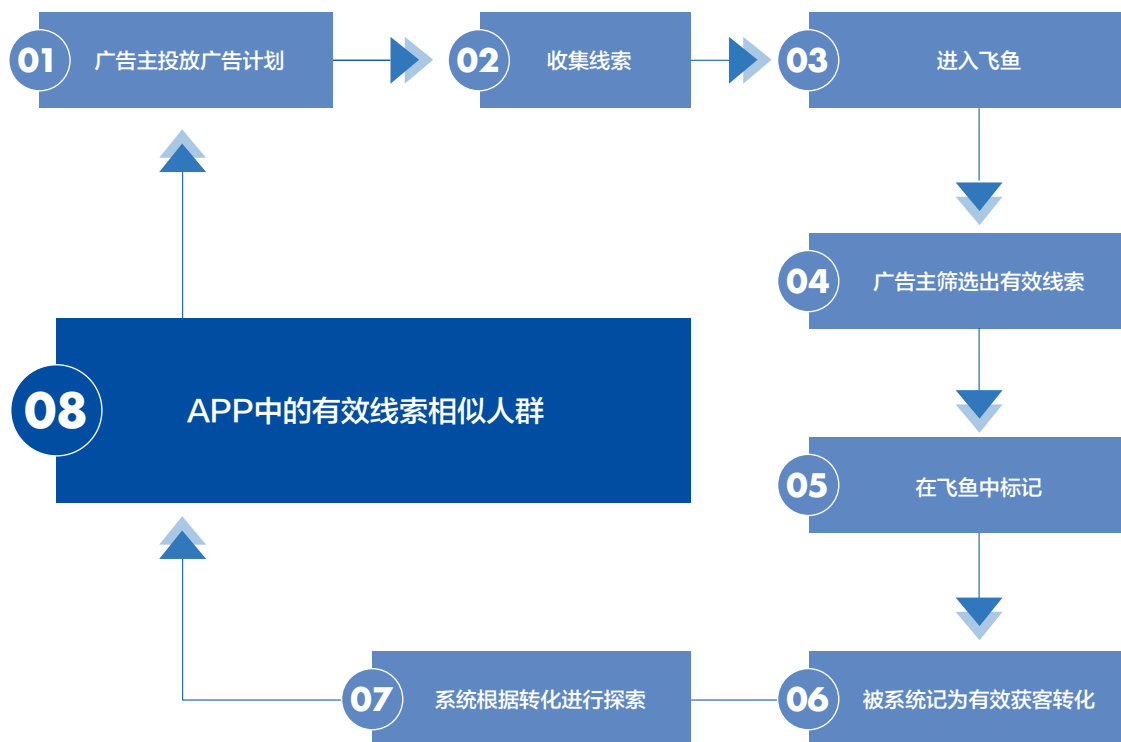 01
广告主投放广告计划
02
收集线索
03
进入飞鱼
04
广告主筛选出有效线索
05
在飞鱼中标记
06
被系统记为有效获客转化
07
系统根据转化进行探索
08
APP中的有效线索相似人群